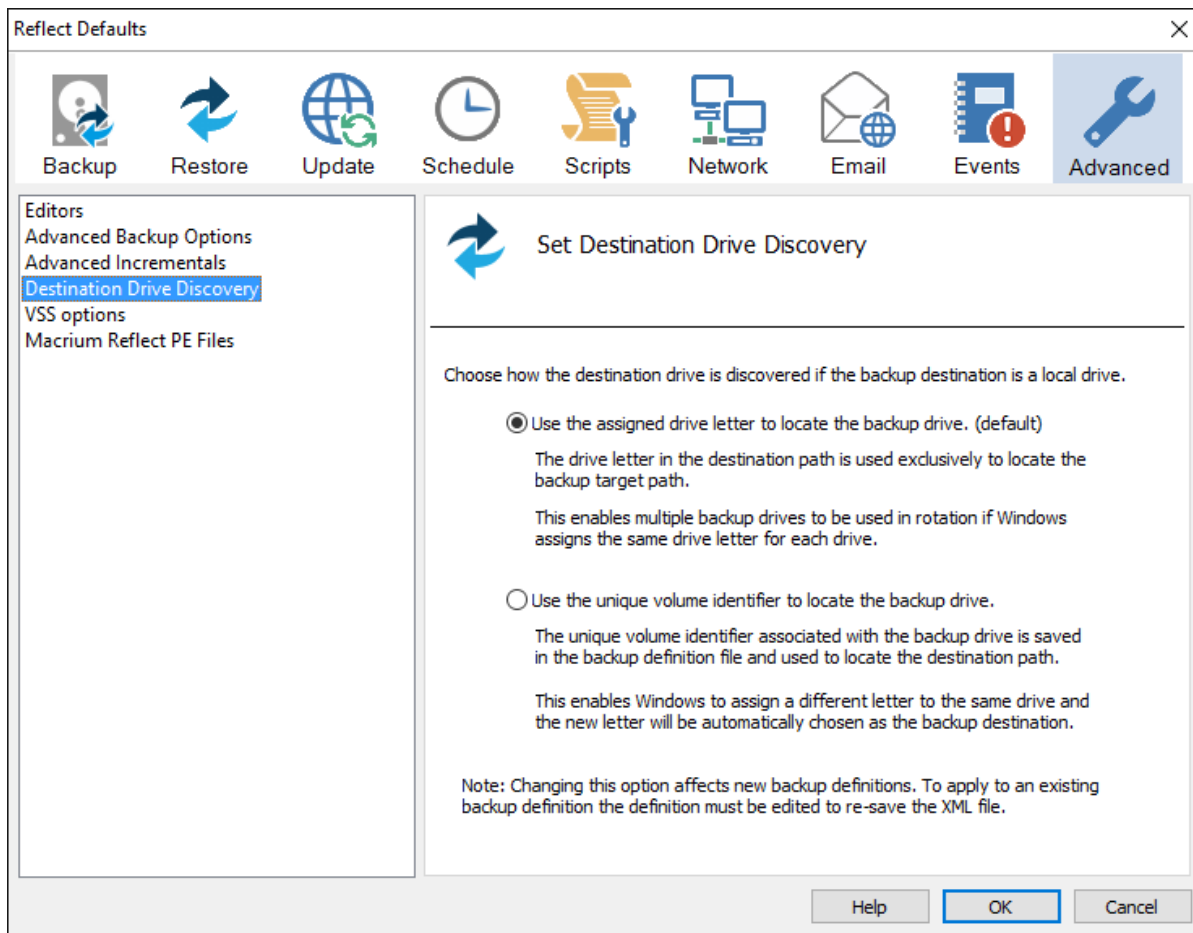 Reflect Defaults
Backup
Restore
Update
Schedule
Scripts
Network
Email
Events
Advanced
Editors
Advanced Backup Options
Advanced Incrementals
Destination Drive Discovery
VSS options
Macrium Reflect PE Files
Set Destination Drive Discovery
Choose how the destination drive is discovered if the backup destination is a local drive.
Use the assigned drive letter to locate the backup drive. (default)
The drive letter in the destination path is used exclusively to locate the
backup target path.
This enables multiple backup drives to be used in rotation if Windows
assigns the same drive letter for each drive.
Use the unique volume identifier to locate the backup drive.
The unique volume identifier associated with the backup drive is saved
in the backup definition file and used to locate the destination path.
This enables Windows to assign a different letter to the same drive and
the new letter will be automatically chosen as the backup destination.
Note: Changing this option affects new backup definitions. To apply to an existing
backup definition the definition must be edited to re-save the XML file.
Help
OK
Cancel